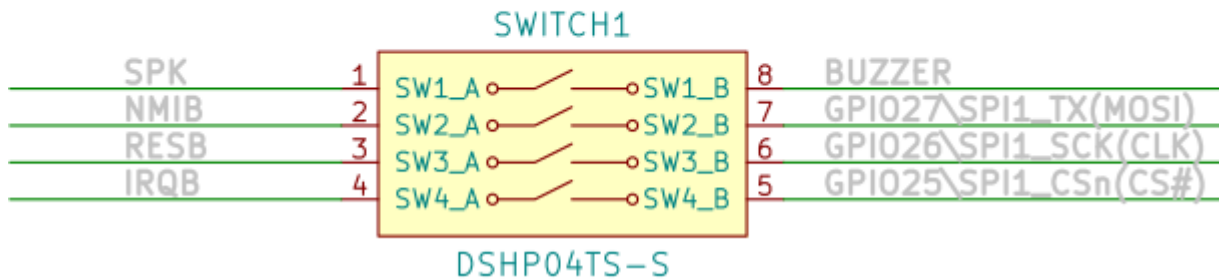 SWITCH1
SPK 1 SW1_A SW1_B 8 BUZZER
NMIB 2 SW2_A SW2_B 7 GPIO27\SPI1_TX(MOSI)
RESB 3 SW3_A SW3_B 6 GPIO26\SPI1_SCK(CLK)
IRQB 4 SW4_A SW4_B 5 GPIO25\SPI1_CSn(CS#)
DSHP04TS-S